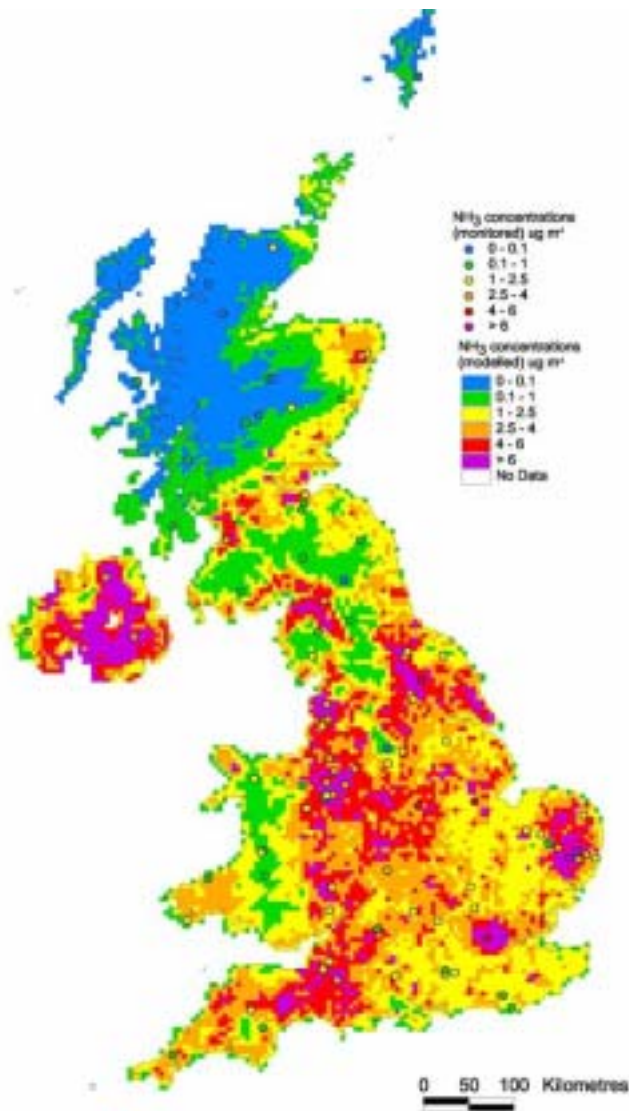 NH₃ concentrations
(monitored) ug m⁻¹
0 - 0.1
0.1 - 1
1 - 2.5
2.5 - 4
4 - 6
> 6
NH₃ concentrations
(modelled) ug m⁻¹
0 - 0.1
0.1 - 1
1 - 2.5
2.5 - 4
4 - 6
> 6
No Data
0 50 100 Kilometres